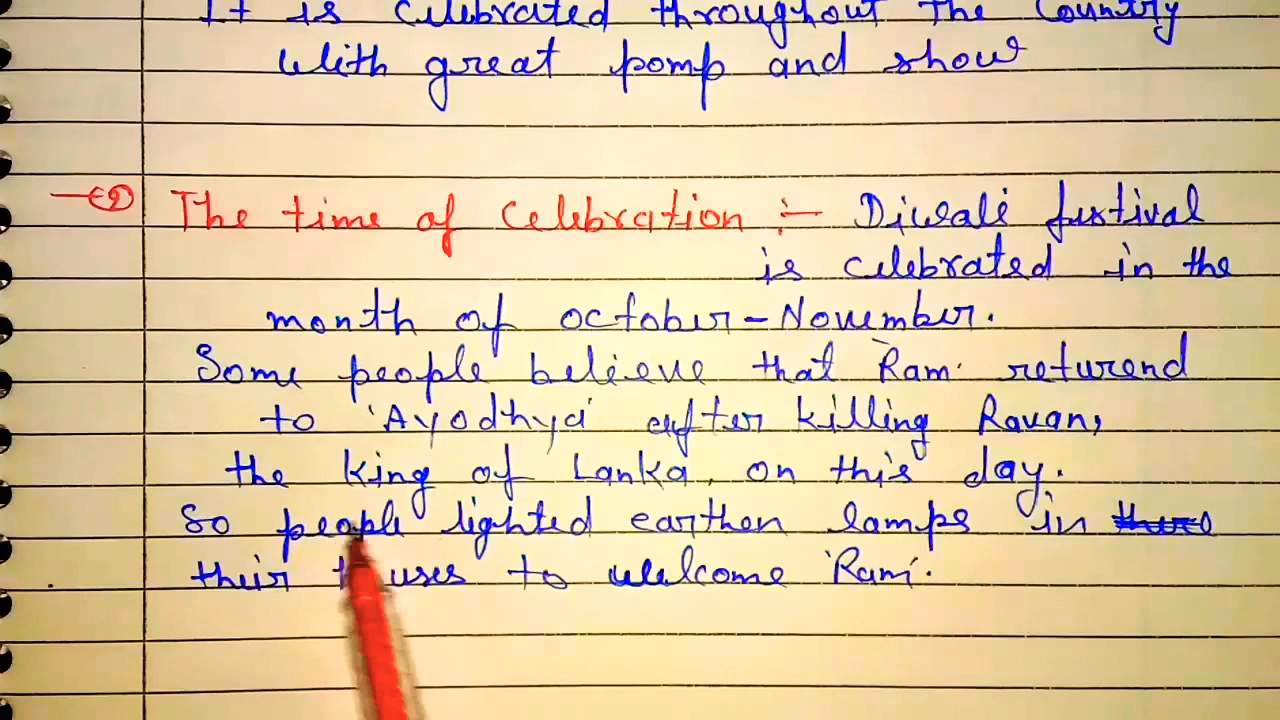 It is celebrated throughout the country
with great pomp and show
② The time of celebration :- Diwali festival
is celebrated in the
month of october-November.
Some people believe that Ram returend
to 'Ayodhya' after killing Ravan,
the king of Lanka, on this day.
So people lighted earthen lamps in
their to welcome 'Ram'.